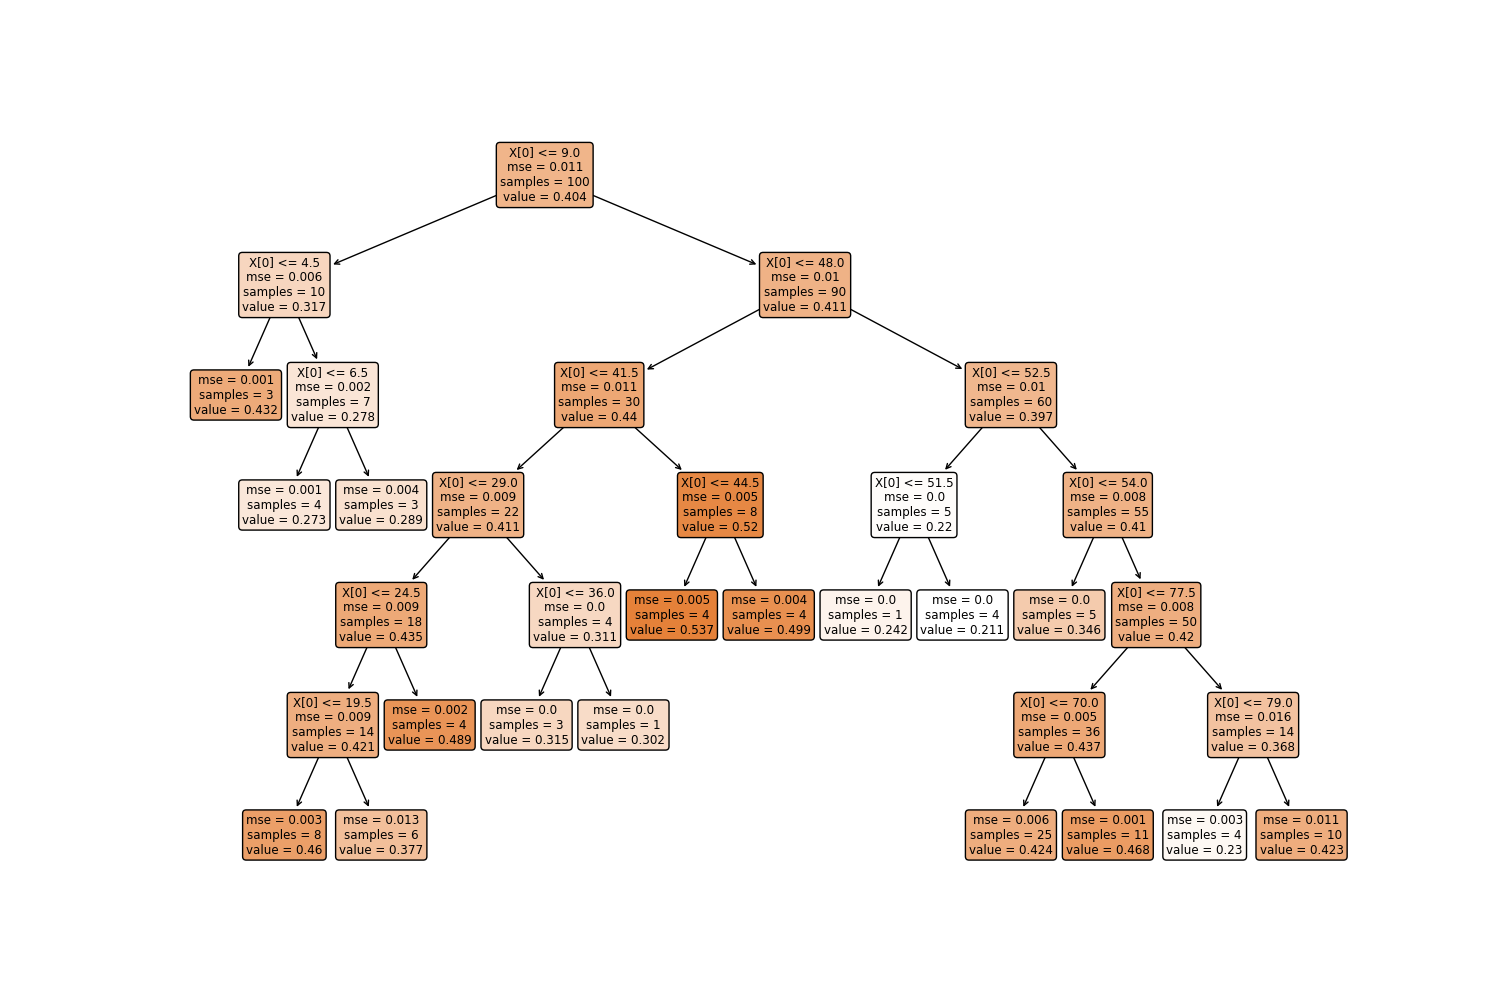 X[0] <= 9.0
mse = 0.011
samples = 100
value = 0.404
X[0] <= 4.5
mse = 0.006
samples = 10
value = 0.317
X[0] <= 48.0
mse = 0.01
samples = 90
value = 0.411
mse = 0.001
samples = 3
value = 0.432
X[0] <= 6.5
mse = 0.002
samples = 7
value = 0.278
X[0] <= 41.5
mse = 0.011
samples = 30
value = 0.44
X[0] <= 52.5
mse = 0.01
samples = 60
value = 0.397
mse = 0.001
samples = 4
value = 0.273
mse = 0.004
samples = 3
value = 0.289
X[0] <= 29.0
mse = 0.009
samples = 22
value = 0.411
X[0] <= 44.5
mse = 0.005
samples = 8
value = 0.52
X[0] <= 51.5
mse = 0.0
samples = 5
value = 0.22
X[0] <= 54.0
mse = 0.008
samples = 55
value = 0.41
X[0] <= 24.5
mse = 0.009
samples = 18
value = 0.435
X[0] <= 36.0
mse = 0.0
samples = 4
value = 0.311
mse = 0.005
samples = 4
value = 0.537
mse = 0.004
samples = 4
value = 0.499
mse = 0.0
samples = 1
value = 0.242
mse = 0.0
samples = 4
value = 0.211
mse = 0.0
samples = 5
value = 0.346
X[0] <= 77.5
mse = 0.008
samples = 50
value = 0.42
X[0] <= 19.5
mse = 0.009
samples = 14
value = 0.421
mse = 0.002
samples = 4
value = 0.489
mse = 0.0
samples = 3
value = 0.315
mse = 0.0
samples = 1
value = 0.302
X[0] <= 70.0
mse = 0.005
samples = 36
value = 0.437
X[0] <= 79.0
mse = 0.016
samples = 14
value = 0.368
mse = 0.003
samples = 8
value = 0.46
mse = 0.013
samples = 6
value = 0.377
mse = 0.006
samples = 25
value = 0.424
mse = 0.001
samples = 11
value = 0.468
mse = 0.003
samples = 4
value = 0.23
mse = 0.011
samples = 10
value = 0.423